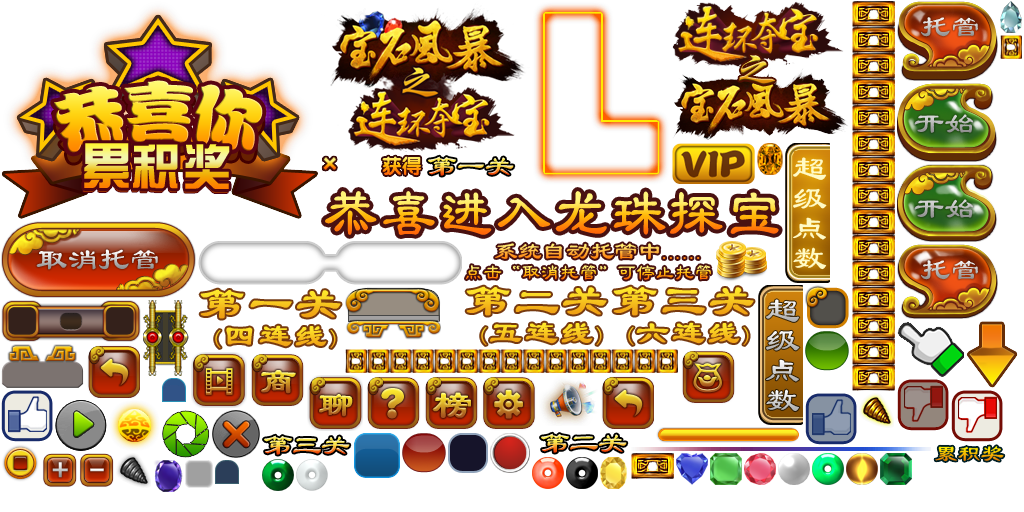 恭喜你
累积奖
宝石风暴
之
连环夺宝
连环夺宝
之
宝石风暴
托管
获得
第一关
VIP
超级点数
开始
恭喜进入龙珠探宝
开始
取消托管
系统自动托管中......
点击“取消托管”可停止托管
托管
第一关
(四连线)
第二关
(五连线)
第三关
(六连线)
超级点数
商
聊
?
榜
第三关
第二关
累积奖